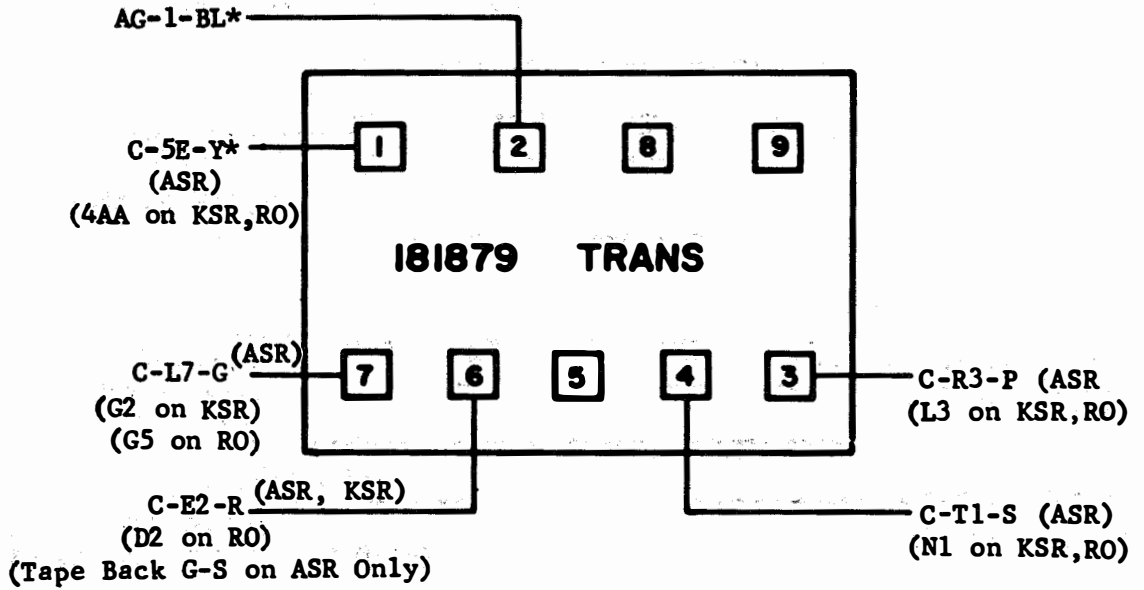 AG-1-BL*
C-5E-Y*
(ASR)
(4AA on KSR,RO)
1
2
8
9
181879 TRANS
C-L7-G (ASR)
(G2 on KSR)
(G5 on RO)
7
6
5
4
3
C-R3-P (ASR
(L3 on KSR,RO)
C-E2-R (ASR, KSR)
(D2 on RO)
(Tape Back G-S on ASR Only)
C-T1-S (ASR)
(N1 on KSR,RO)